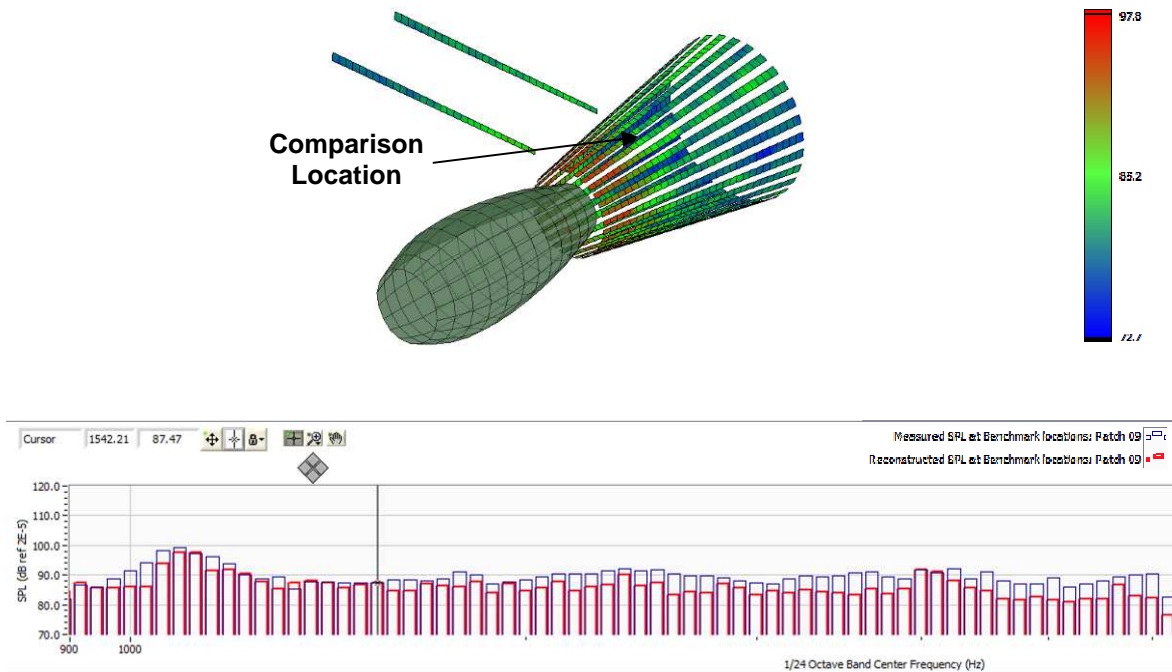 97.8
Comparison
Location
85.2
72.7
Cursor 1542.21 87.47
Measured SPL at Benchmark locations: Patch 09
Reconstructed SPL at Benchmark locations: Patch 09
120.0
110.0
100.0
90.0
80.0
70.0
SPL (dB ref 2E-5)
900 1000
1/24 Octave Band Center Frequency (Hz)